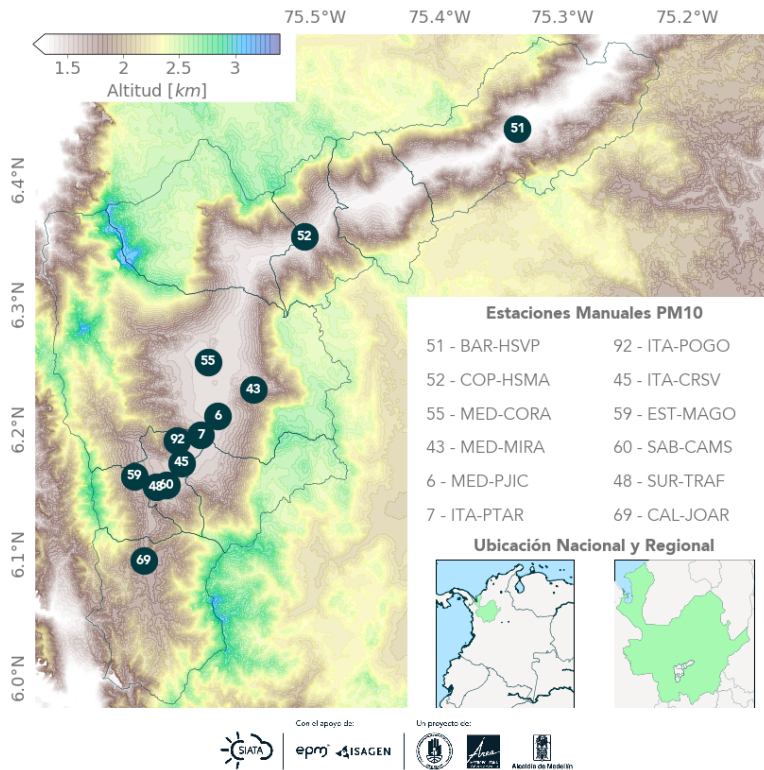 75.5°W 75.4°W 75.3°W 75.2°W
1.5 2 2.5 3
Altitud [km]
6.4°N
6.3°N
6.2°N
6.1°N
6.0°N
51
52
55
43
6
7
92
45
59
48
60
69
Estaciones Manuales PM10
51 - BAR-HSVP 92 - ITA-POGO
52 - COP-HSMA 45 - ITA-CRSV
55 - MED-CORA 59 - EST-MAGO
43 - MED-MIRA 60 - SAB-CAMS
6 - MED-PJIC 48 - SUR-TRAF
7 - ITA-PTAR 69 - CAL-JOAR
Ubicación Nacional y Regional
Con el apoyo de: Un proyecto de:
SIATA epm ISAGEN Área Alcaldía de Medellín